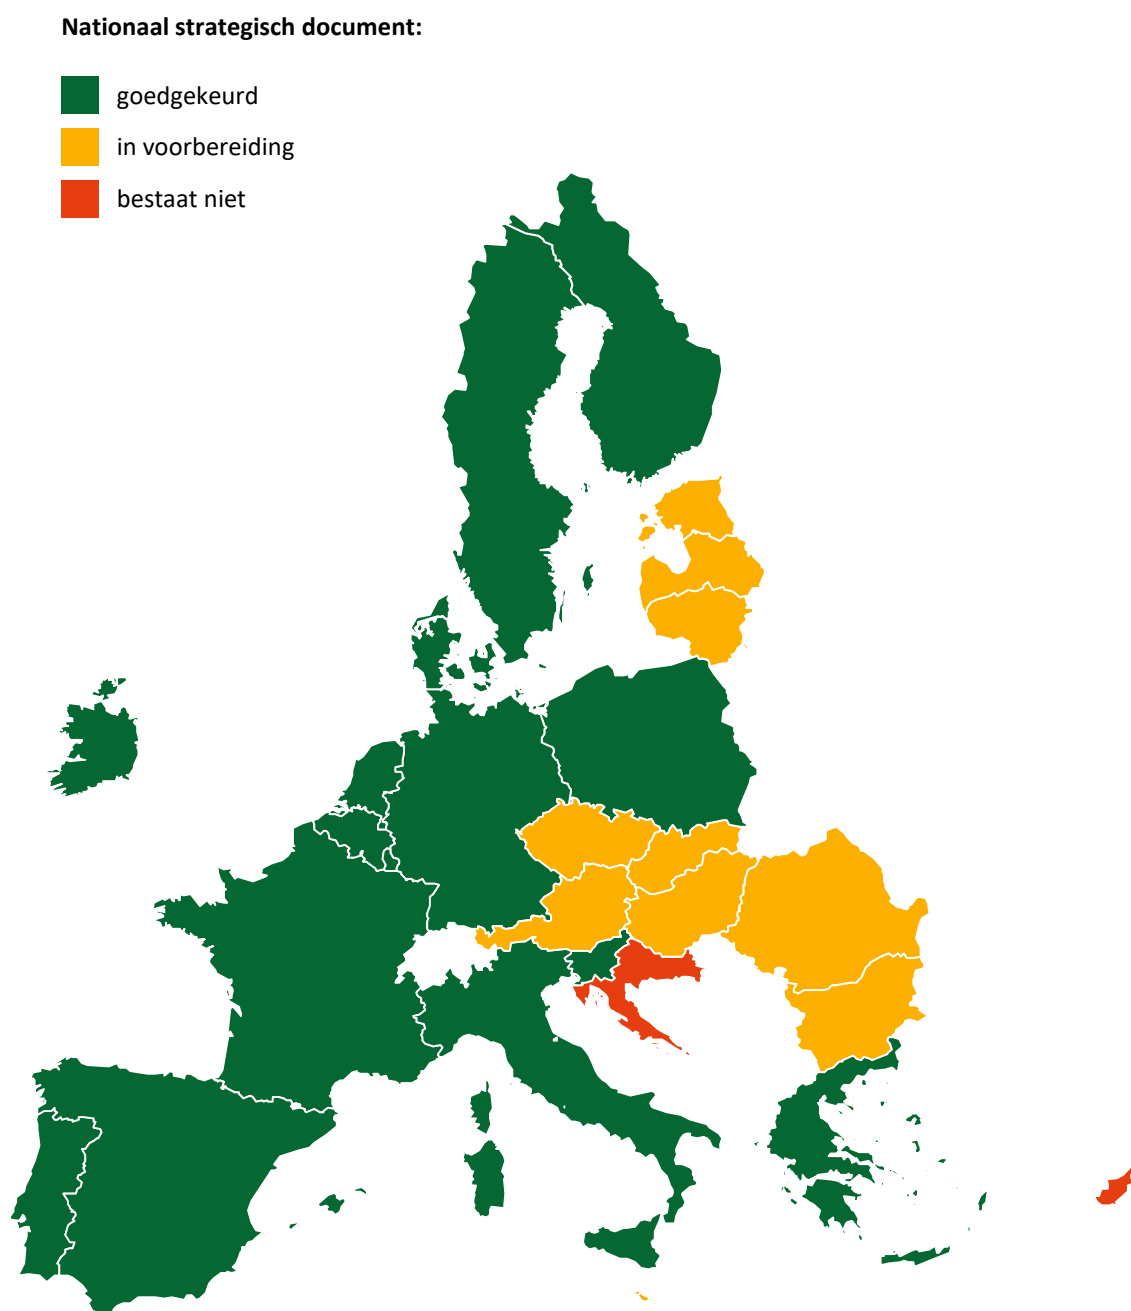 Nationaal strategisch document:
goedgekeurd
in voorbereiding
bestaat niet